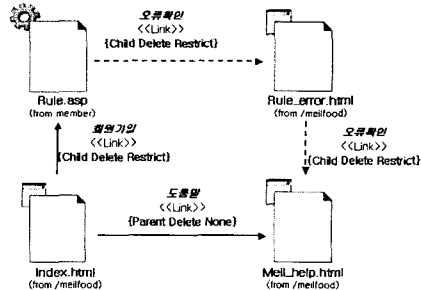 오류확인
<<Link>>
{Child Delete Restrict}
Rule.asp
(from member)
Rule_error.html
(from /meilfood)
회원가입
<<Link>>
{Child Delete Restrict}
오류확인
<<Link>>
{Child Delete Restrict}
도움말
<<Link>>
{Parent Delete None}
Index.html
(from /meilfood)
Meil_help.html
(from /meilfood)